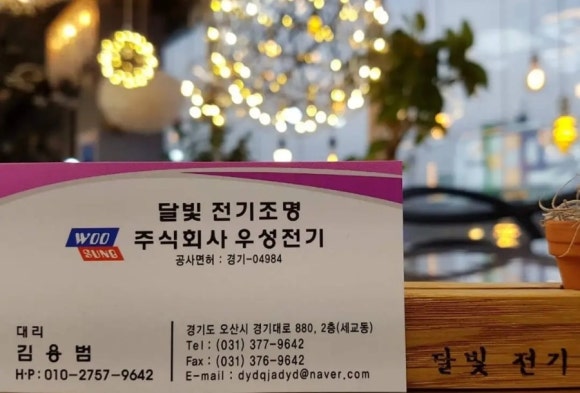 달빛 전기조명
WOO
SUNG
주식회사 우성전기
공사면허 : 경기-04984
대리
김용범
H·P : 010-2757-9642
경기도 오산시 경기대로 880, 2층(세교동)
Tel : (031) 377-9642
Fax : (031) 376-9642
E-mail : dydqjadyd@naver.com
달빛 전기